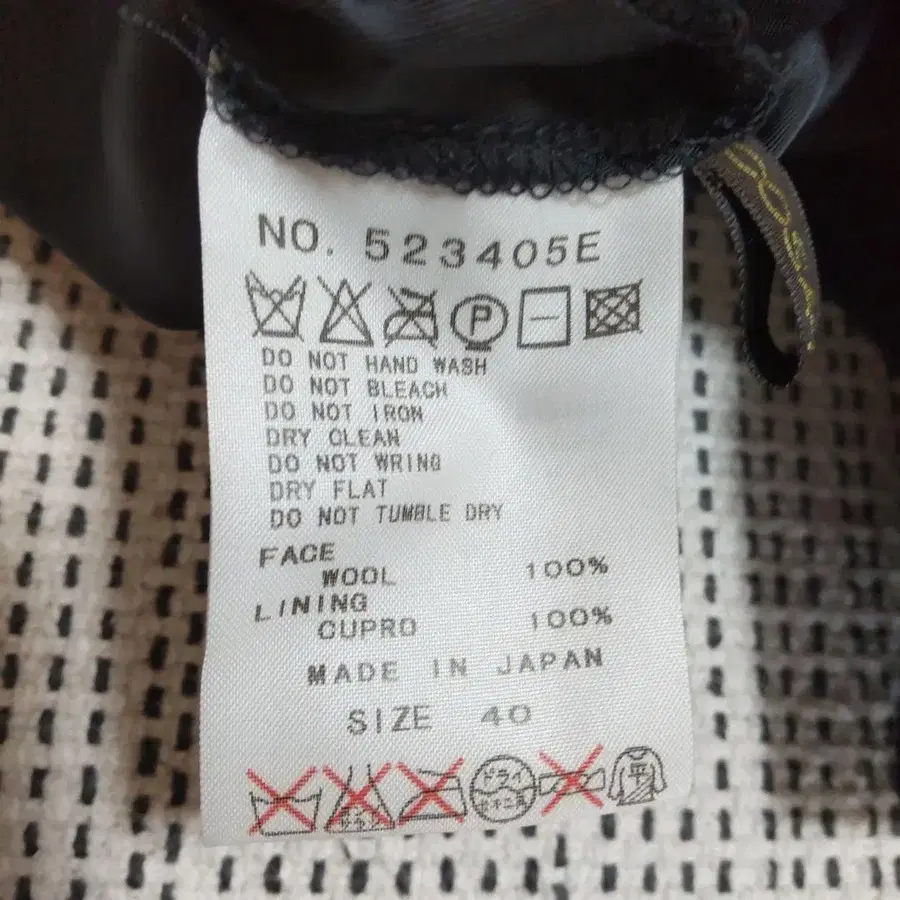 NO. 523405E
P
DO NOT HAND WASH
DO NOT BLEACH
DO NOT IRON
DRY CLEAN
DO NOT WRING
DRY FLAT
DO NOT TUMBLE DRY
FACE
WOOL 100%
LINING
CUPRO 100%
MADE IN JAPAN
SIZE 40
ドライ
平